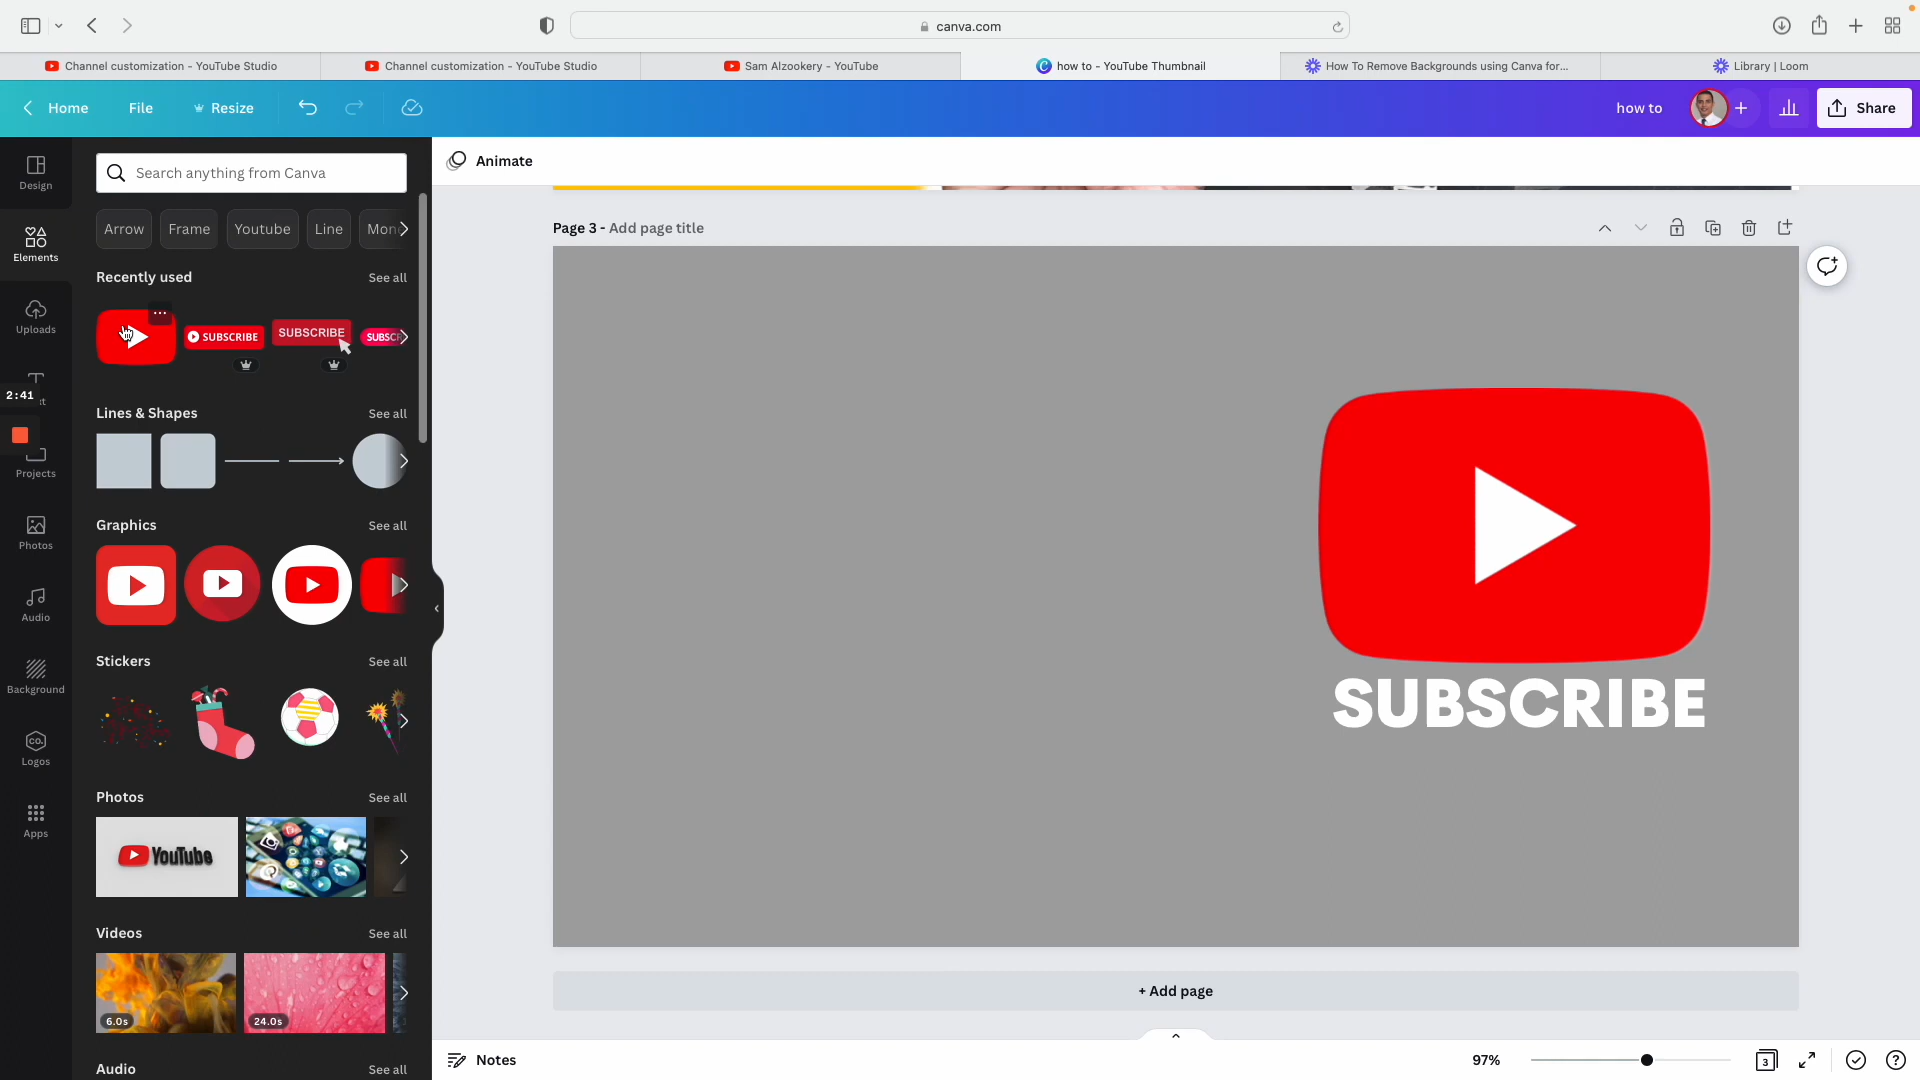 canva.com
Channel customization - YouTube Studio
Channel customization - YouTube Studio
Sam Alzookery - YouTube
how to - YouTube Thumbnail
How To Remove Backgrounds using Canva for...
Library | Loom
Home
File
Resize
how to
Share
Design
Elements
Uploads
2:41
Projects
Photos
Audio
Background
CO.
Logos
Apps
Search anything from Canva
Arrow
Frame
Youtube
Line
Recently used
See all
SUBSCRIBE
SUBSCRIBE
Lines & Shapes
See all
Graphics
See all
Stickers
See all
Photos
See all
YouTube
Videos
See all
6.0s
24.0s
Audio
See all
Animate
Page 3 - Add page title
SUBSCRIBE
+ Add page
Notes
97%
3